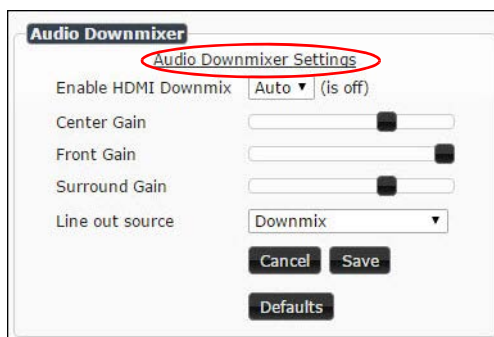 Audio Downmixer
Audio Downmixer Settings
Enable HDMI Downmix Auto (is off)
Center Gain
Front Gain
Surround Gain
Line out source Downmix
Cancel Save
Defaults